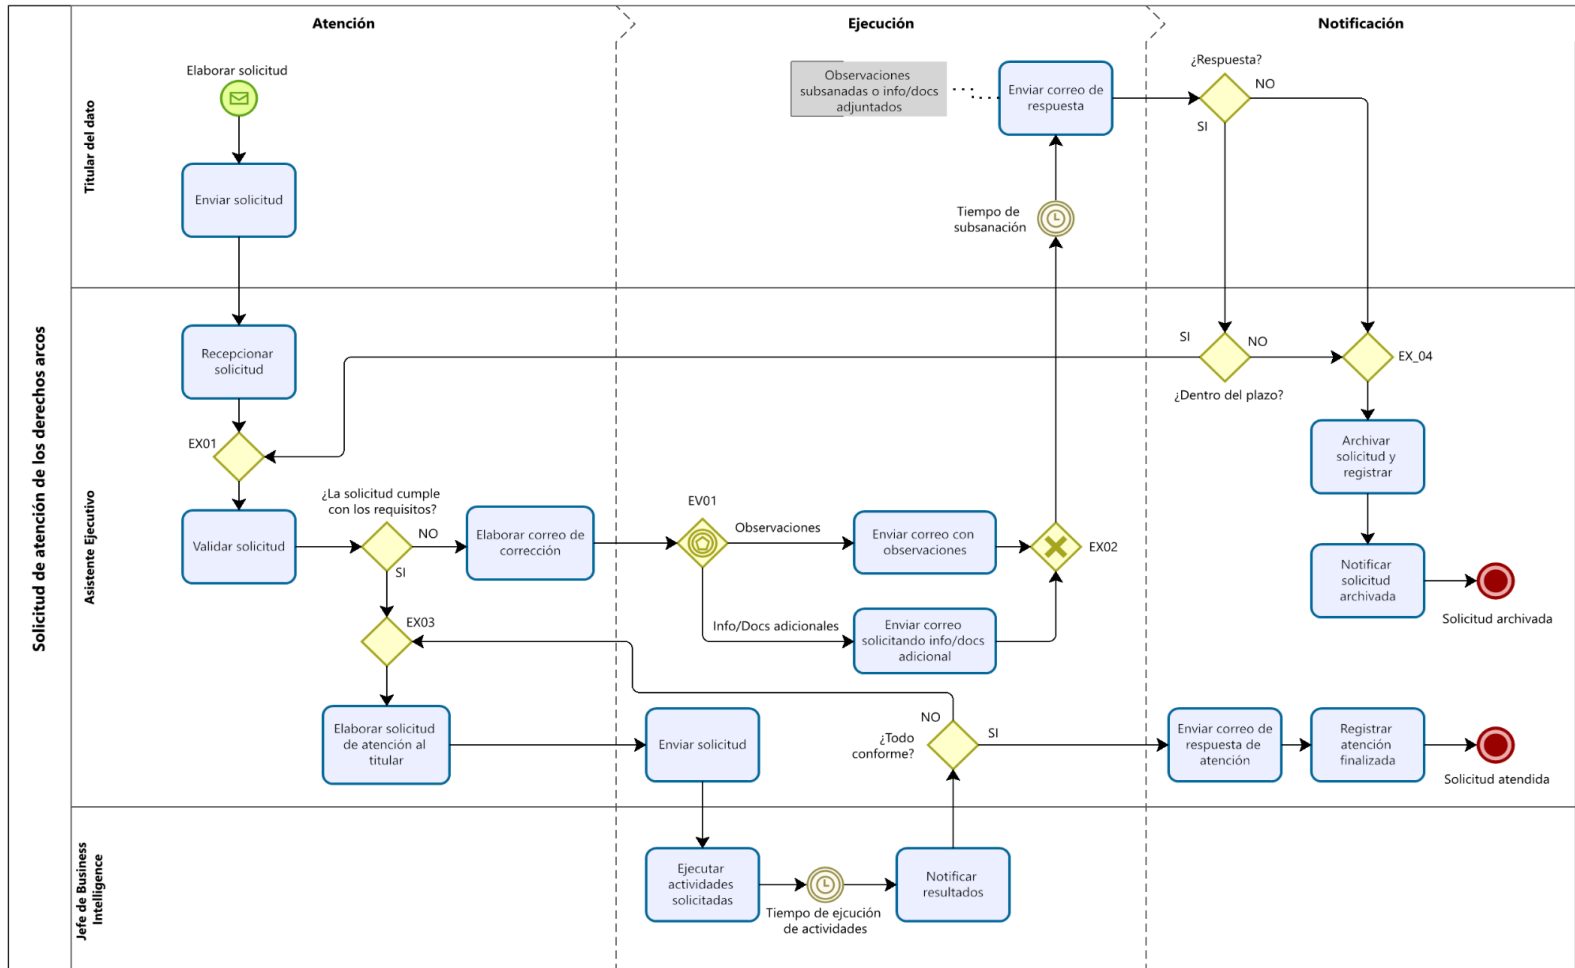 Solicitud de atención de los derechos arcos
Atención
Ejecución
Notificación
Titular del dato
Elaborar solicitud
Enviar solicitud
Observaciones
subsanadas o info/docs
adjuntados
Enviar correo de
respuesta
¿Respuesta?
NO
SI
Tiempo de
subsanación
Asistente Ejecutivo
Recepcionar
solicitud
EX01
Validar solicitud
¿La solicitud cumple
con los requisitos?
NO
SI
Elaborar correo de
corrección
EV01
Observaciones
Enviar correo con
observaciones
EX02
Info/Docs adicionales
Enviar correo
solicitando info/docs
adicional
SI
NO
¿Dentro del plazo?
EX_04
Archivar
solicitud y
registrar
Notificar
solicitud
archivada
Solicitud archivada
EX03
Elaborar solicitud
de atención al
titular
Enviar solicitud
NO
¿Todo
conforme?
SI
Enviar correo de
respuesta de
atención
Registrar
atención
finalizada
Solicitud atendida
Jefe de Business
Intelligence
Ejecutar
actividades
solicitadas
Tiempo de ejcución
de actividades
Notificar
resultados